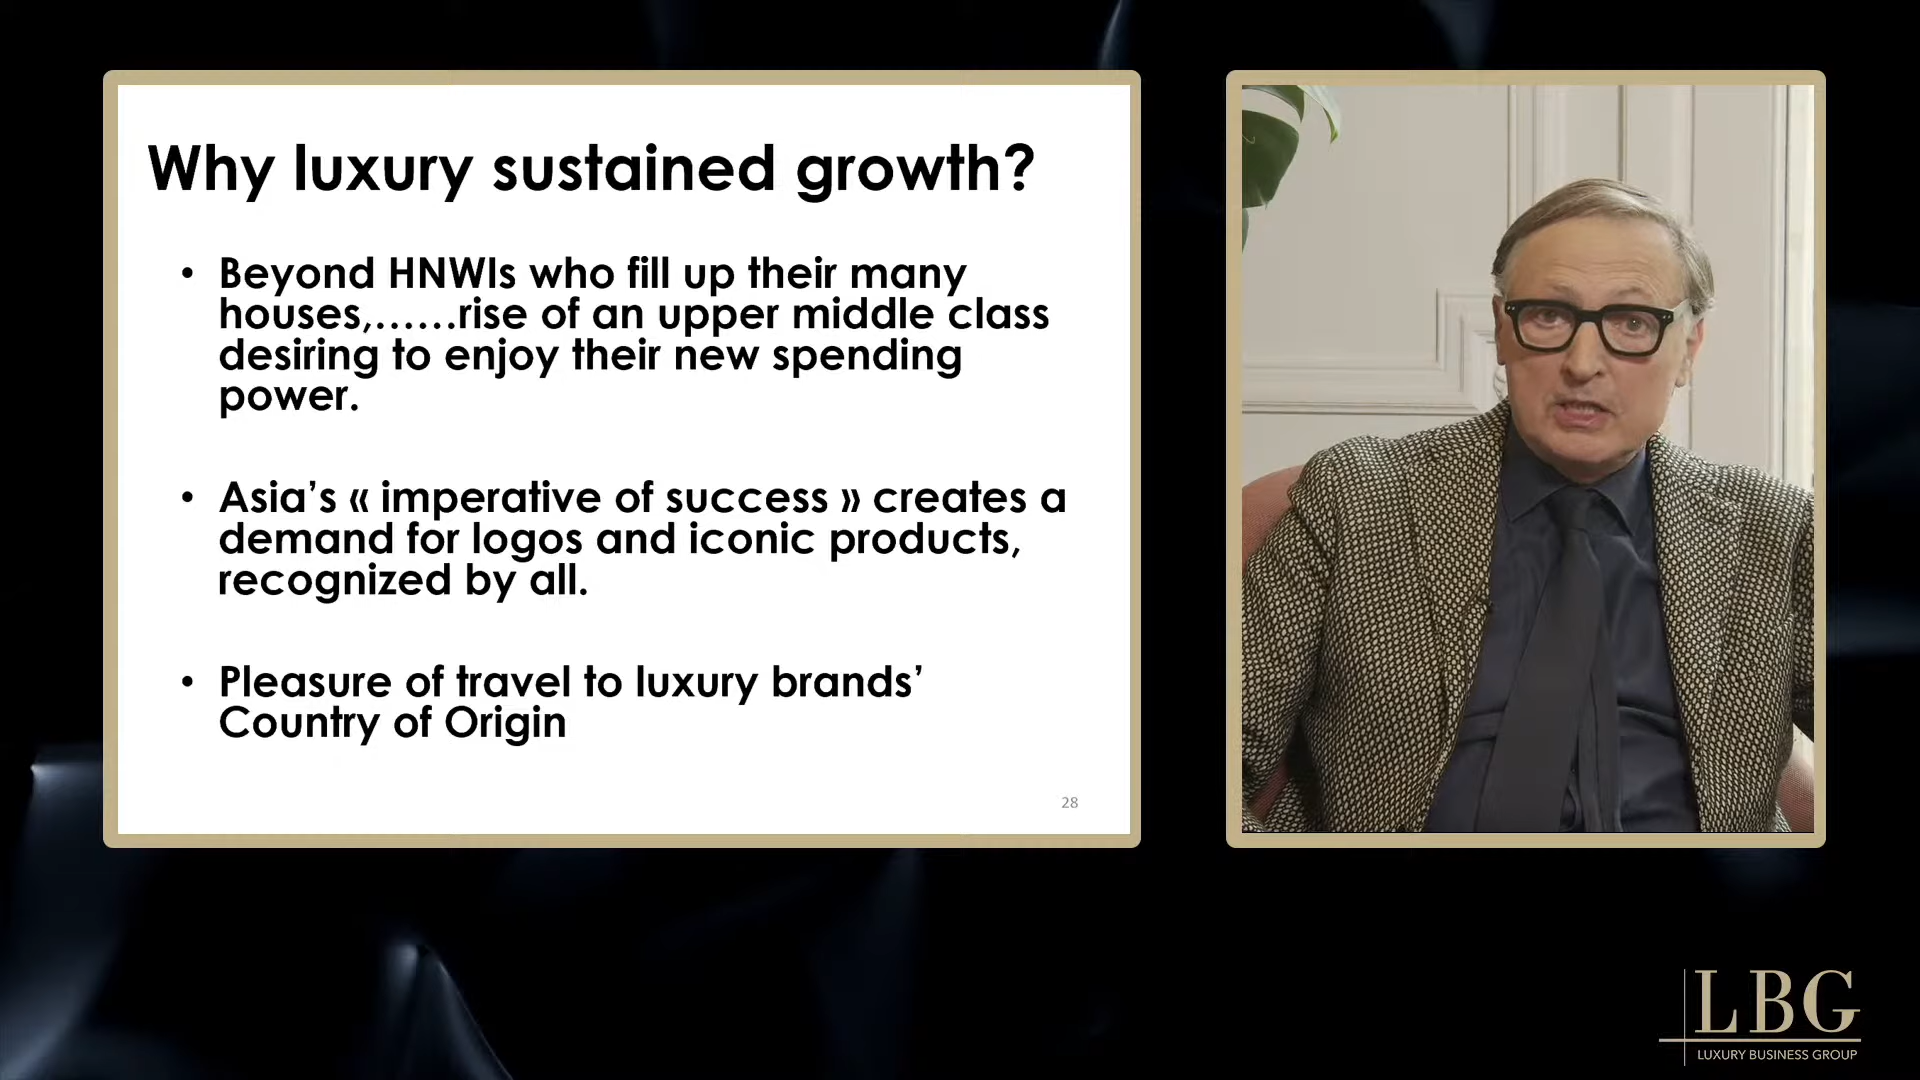 Why luxury sustained growth?
• Beyond HNWIs who fill up their many
houses,......rise of an upper middle class
desiring to enjoy their new spending
power.
• Asia’s « imperative of success » creates a
demand for logos and iconic products,
recognized by all.
• Pleasure of travel to luxury brands’
Country of Origin
28
LBG
LUXURY BUSINESS GROUP